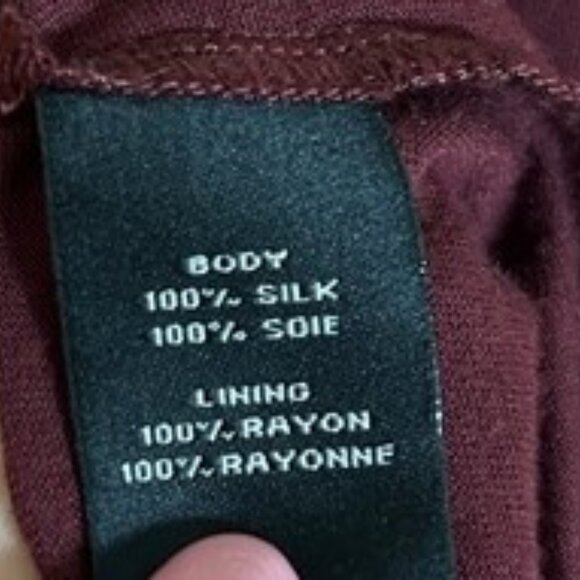 BODY
100% SILK
100% SOIE
LINING
100% RAYON
100% RAYONNE